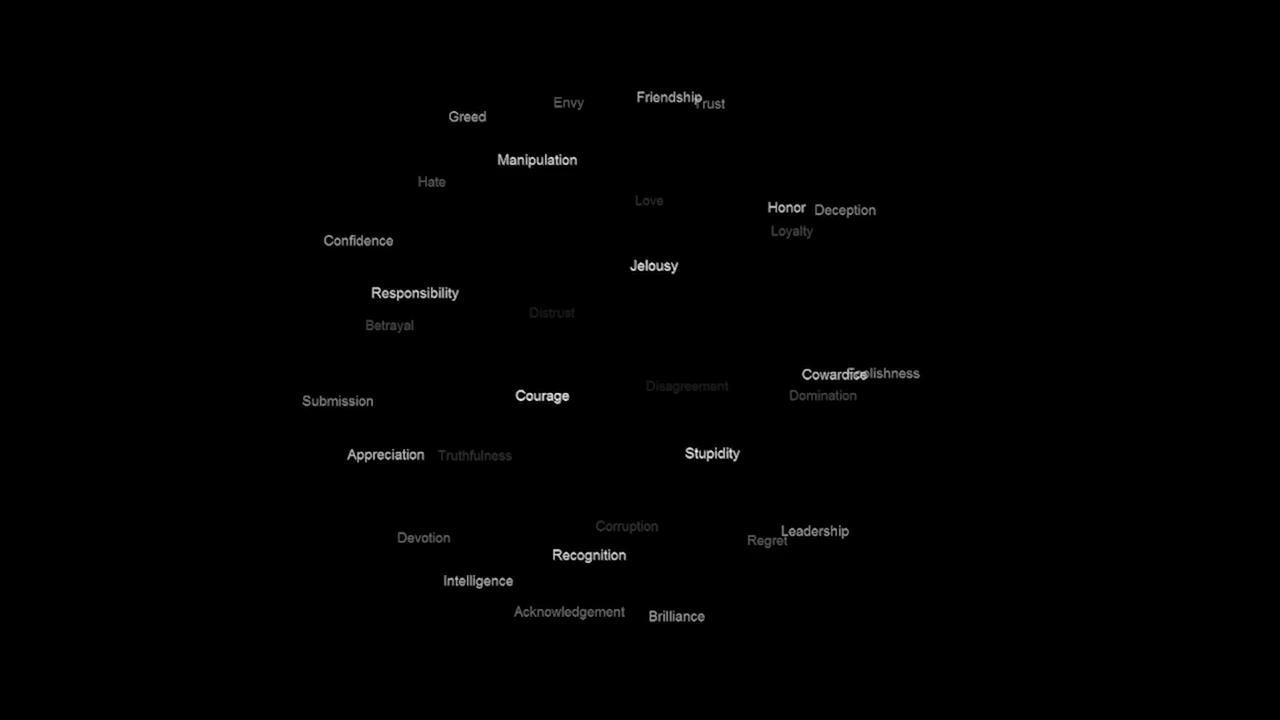 Friendship
Envy
Trust
Greed
Manipulation
Hate
Love
Honor
Deception
Loyalty
Confidence
Jelousy
Responsibility
Distrust
Betrayal
Cowardice
Foolishness
Disagreement
Domination
Courage
Submission
Appreciation
Truthfulness
Stupidity
Corruption
Leadership
Devotion
Regret
Recognition
Intelligence
Acknowledgement
Brilliance